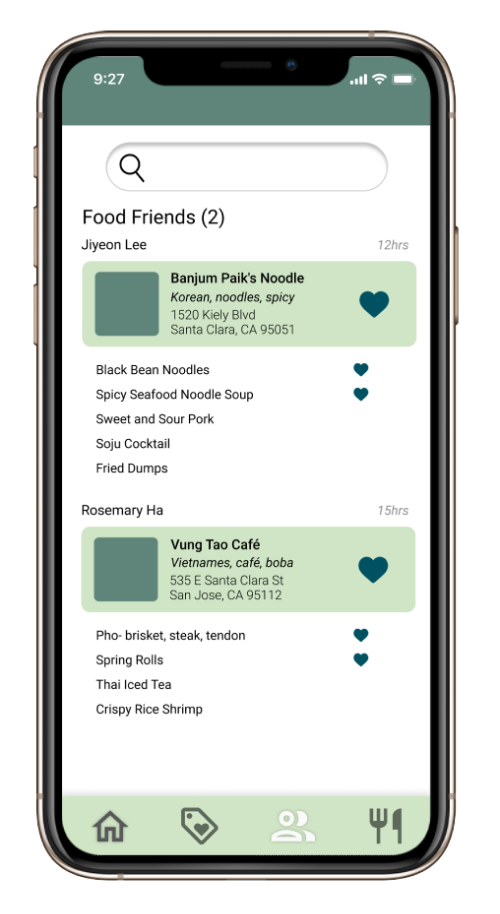 9:27
Food Friends (2)
Jiyeon Lee 12hrs
Banjum Paik's Noodle
Korean, noodles, spicy
1520 Kiely Blvd
Santa Clara, CA 95051
Black Bean Noodles
Spicy Seafood Noodle Soup
Sweet and Sour Pork
Soju Cocktail
Fried Dumps
Rosemary Ha 15hrs
Vung Tao Café
Vietnames, café, boba
535 E Santa Clara St
San Jose, CA 95112
Pho- brisket, steak, tendon
Spring Rolls
Thai Iced Tea
Crispy Rice Shrimp